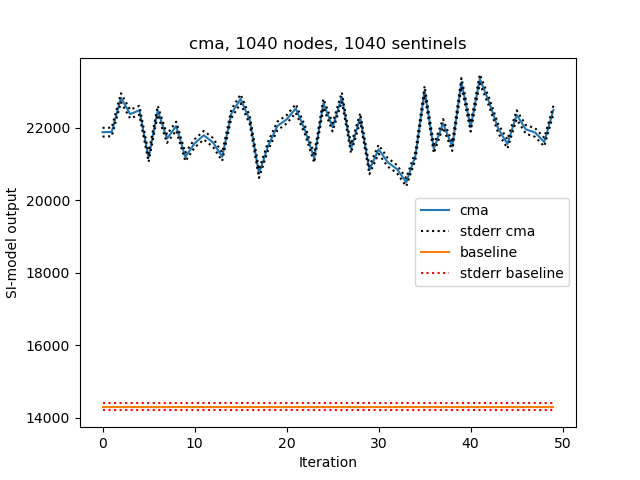 cma, 1040 nodes, 1040 sentinels
SI-model output
22000
20000
18000
16000
14000
cma
stderr cma
baseline
stderr baseline
0 10 20 30 40 50
Iteration